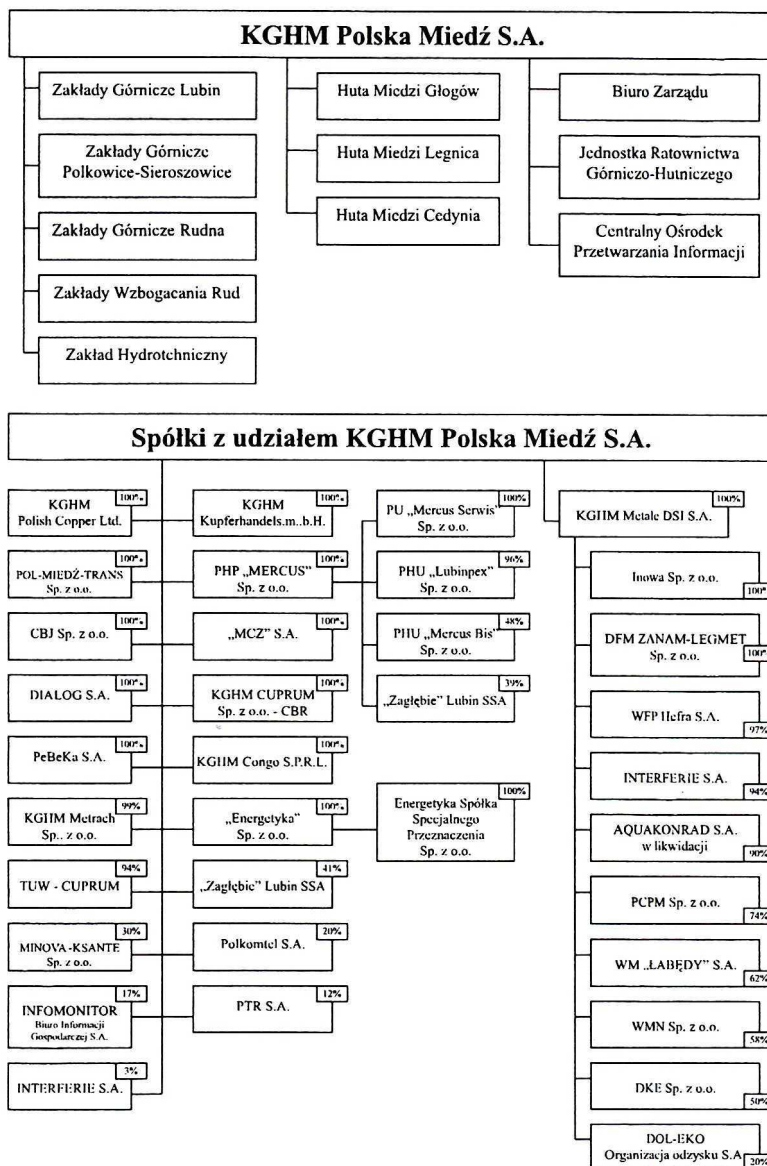 KGHM Polska Miedź S.A.
Zakłady Górnicze Lubin
Zakłady Górnicze
Polkowice-Sieroszowice
Zakłady Górnicze Rudna
Zakłady Wzbogacania Rud
Zakład Hydrotechniczny
Huta Miedzi Głogów
Huta Miedzi Legnica
Huta Miedzi Cedynia
Biuro Zarządu
Jednostka Ratownictwa
Górniczo-Hutniczego
Centralny Ośrodek
Przetwarzania Informacji
Spółki z udziałem KGHM Polska Miedź S.A.
100%
KGHM
Polish Copper Ltd.
100%
POL-MIEDŹ-TRANS
Sp. z o.o.
100%
CBJ Sp. z o.o.
100%
DIALOG S.A.
100%
PeBeKa S.A.
99%
KGHM Metrach
Sp.. z o.o.
94%
TUW - CUPRUM
30%
MINOVA-KSANTE
Sp. z o.o.
17%
INFOMONITOR
Biuro Informacji
Gospodarczej S.A.
3%
INTERFERIE S.A.
100%
KGHM
Kupferhandels.m..b.H.
100%
PHP „MERCUS”
Sp. z o.o.
100%
„MCZ” S.A.
100%
KGHM CUPRUM
Sp. z o.o. - CBR
100%
KGHM Congo S.P.R.L.
100%
„Energetyka”
Sp. z o.o.
41%
„Zagłębie” Lubin SSA
20%
Polkomtel S.A.
12%
PTR S.A.
100%
PU „Mercus Serwis”
Sp. z o.o.
96%
PHU „Lubinpex”
Sp. z o.o.
48%
PHU „Mercus Bis”
Sp. z o.o.
39%
„Zagłębie” Lubin SSA
100%
Energetyka Spółka
Specjalnego
Przeznaczenia
Sp. z o.o.
100%
KGHM Metale DSI S.A.
Inowa Sp. z o.o.
100%
DFM ZANAM-LEGMET
Sp. z o.o.
100%
WFP Hefra S.A.
97%
INTERFERIE S.A.
94%
AQUAKONRAD S.A.
w likwidacji
90%
PCPM Sp. z o.o.
74%
WM „ŁABĘDY” S.A.
62%
WMN Sp. z o.o.
58%
DKE Sp. z o.o.
50%
DOL-EKO
Organizacja odzysku S.A.
20%